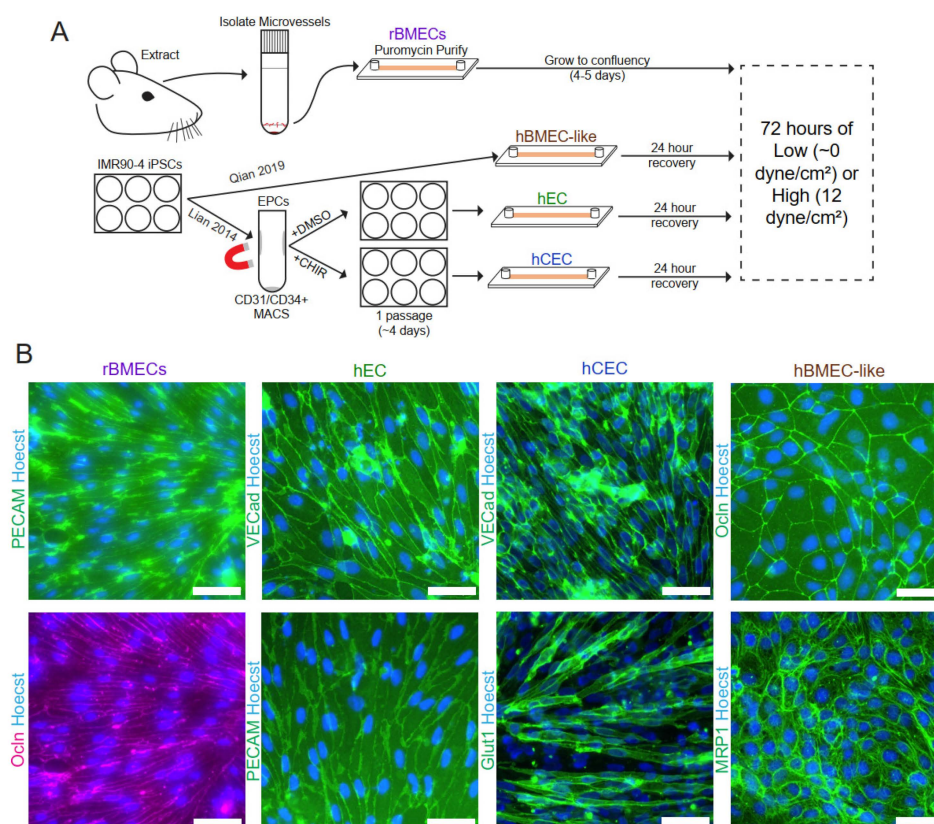 A
Isolate Microvessels
Extract
rBMECs
Puromycin Purify
Grow to confluency
(4-5 days)
IMR90-4 iPSCs
Qian 2019
hBMEC-like
24 hour
recovery
72 hours of
Low (~0
dyne/cm²) or
High (12
dyne/cm²)
Lian 2014
EPCs
+DMSO
+CHIR
hEC
24 hour
recovery
hCEC
24 hour
recovery
CD31/CD34+
MACS
1 passage
(~4 days)
B
rBMECs
hEC
hCEC
hBMEC-like
PECAM Hoecst
VECad Hoecst
VECad Hoecst
Ocln Hoecst
Ocln Hoecst
PECAM Hoecst
Glut1 Hoecst
MRP1 Hoecst